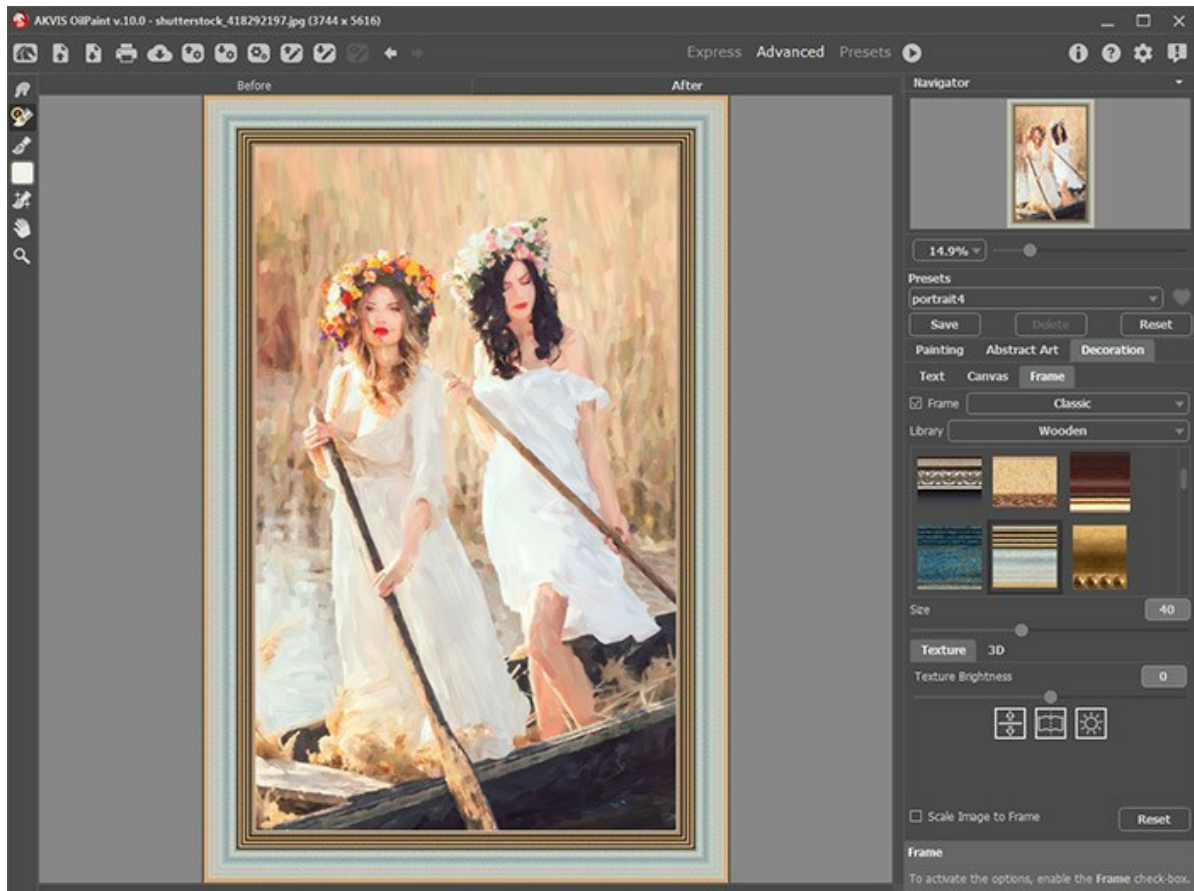 AKVIS OilPaint v.10.0 - shutterstock_418292197.jpg (3744 x 5616)
Express Advanced Presets
Before After
Navigator
14.9%
Presets
portrait4
Save Delete Reset
Painting Abstract Art Decoration
Text Canvas Frame
Frame Classic
Library Wooden
Size 40
Texture 3D
Texture Brightness 0
Scale Image to Frame Reset
Frame
To activate the options, enable the Frame check-box.